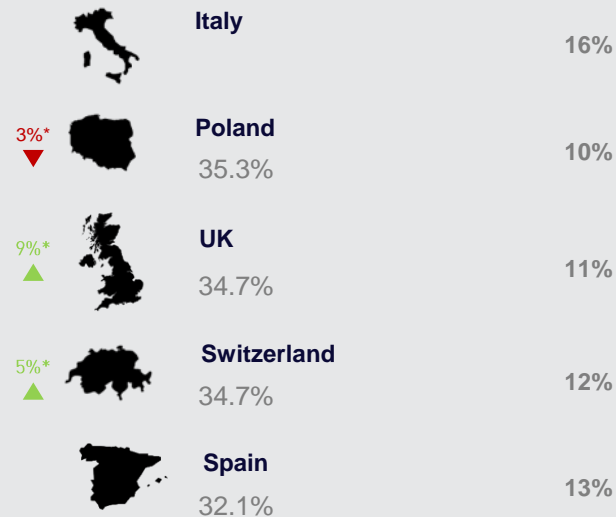 Italy
16%
3%*
Poland
35.3%
10%
9%*
UK
34.7%
11%
5%*
Switzerland
34.7%
12%
Spain
32.1%
13%